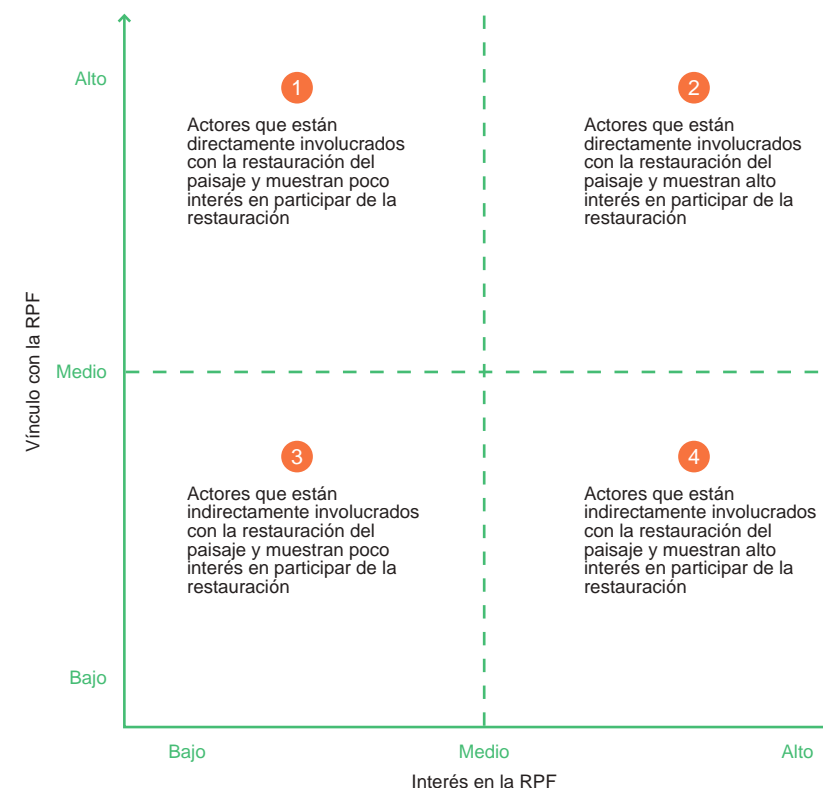 Alto
1
Actores que están
directamente involucrados
con la restauración del
paisaje y muestran poco
interés en participar de la
restauración
2
Actores que están
directamente involucrados
con la restauración del
paisaje y muestran alto
interés en participar de la
restauración
Vínculo con la RPF
Medio
3
Actores que están
indirectamente involucrados
con la restauración del
paisaje y muestran poco
interés en participar de la
restauración
4
Actores que están
indirectamente involucrados
con la restauración del
paisaje y muestran alto
interés en participar de la
restauración
Bajo
Bajo
Medio
Alto
Interés en la RPF